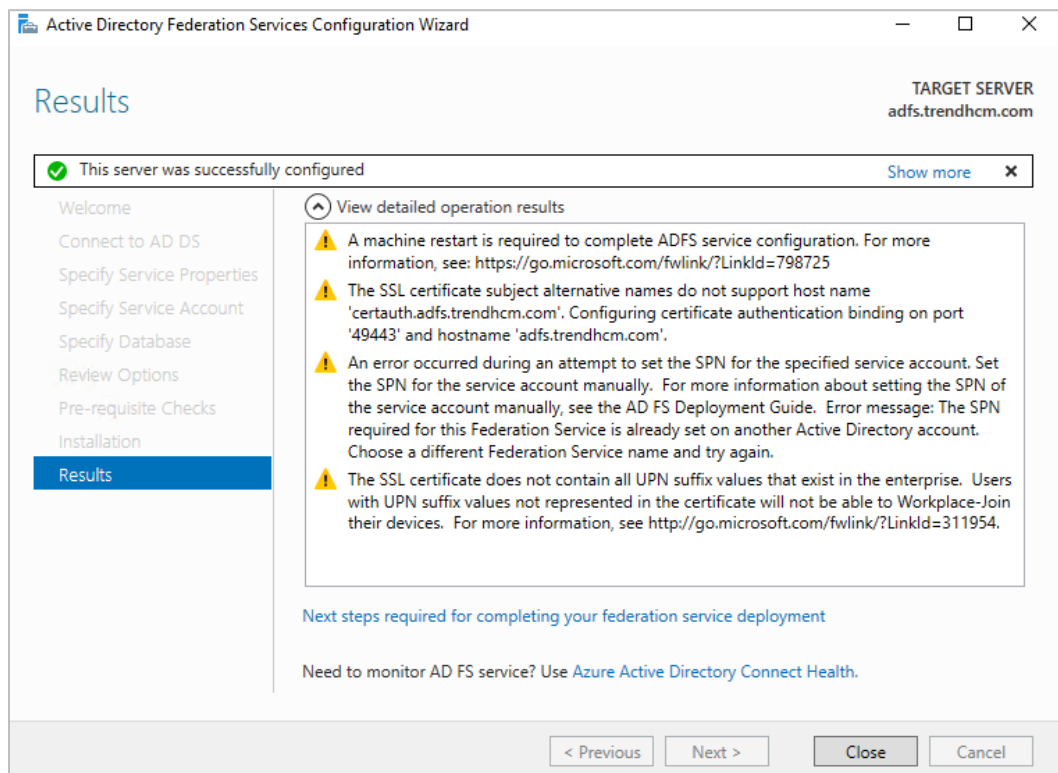 Active Directory Federation Services Configuration Wizard
Results
TARGET SERVER
adfs.trendhcm.com
This server was successfully configured
Show more
Welcome
Connect to AD DS
Specify Service Properties
Specify Service Account
Specify Database
Review Options
Pre-requisite Checks
Installation
Results
View detailed operation results
A machine restart is required to complete ADFS service configuration. For more
information, see: https://go.microsoft.com/fwlink/?LinkId=798725
The SSL certificate subject alternative names do not support host name
'certauth.adfs.trendhcm.com'. Configuring certificate authentication binding on port
'49443' and hostname 'adfs.trendhcm.com'.
An error occurred during an attempt to set the SPN for the specified service account. Set
the SPN for the service account manually.  For more information about setting the SPN of
the service account manually, see the AD FS Deployment Guide.  Error message: The SPN
required for this Federation Service is already set on another Active Directory account.
Choose a different Federation Service name and try again.
The SSL certificate does not contain all UPN suffix values that exist in the enterprise.  Users
with UPN suffix values not represented in the certificate will not be able to Workplace-Join
their devices.  For more information, see http://go.microsoft.com/fwlink/?LinkId=311954.
Next steps required for completing your federation service deployment
Need to monitor AD FS service? Use Azure Active Directory Connect Health.
< Previous
Next >
Close
Cancel